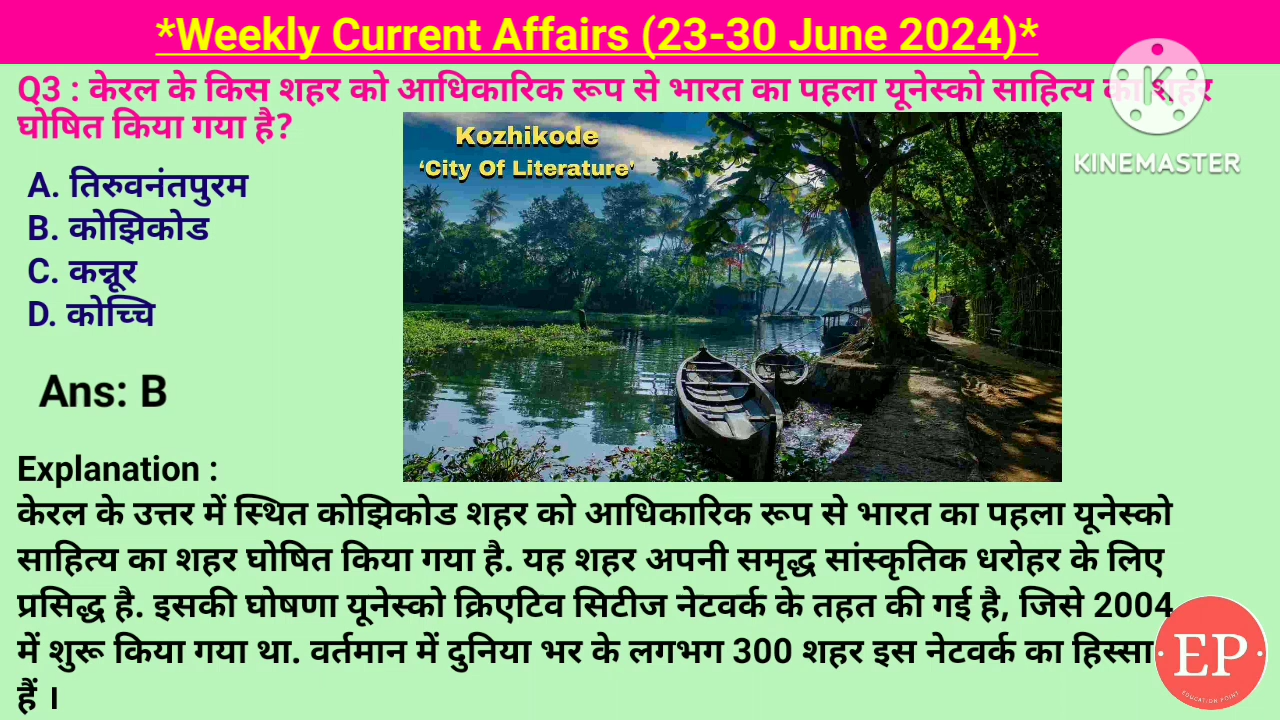 *Weekly Current Affairs (23-30 June 2024)*
Q3 : केरल के किस शहर को आधिकारिक रूप से भारत का पहला यूनेस्को साहित्य का शहर
घोषित किया गया है?
Kozhikode
‘City Of Literature’
A. तिरुवनंतपुरम
B. कोझिकोड
C. कन्नूर
D. कोच्चि
K
KINEMASTER
Ans: B
Explanation :
केरल के उत्तर में स्थित कोझिकोड शहर को आधिकारिक रूप से भारत का पहला यूनेस्को
साहित्य का शहर घोषित किया गया है. यह शहर अपनी समृद्ध सांस्कृतिक धरोहर के लिए
प्रसिद्ध है. इसकी घोषणा यूनेस्को क्रिएटिव सिटीज नेटवर्क के तहत की गई है, जिसे 2004
में शुरू किया गया था. वर्तमान में दुनिया भर के लगभग 300 शहर इस नेटवर्क का हिस्सा
हैं ।
EP
EDUCATION POINT